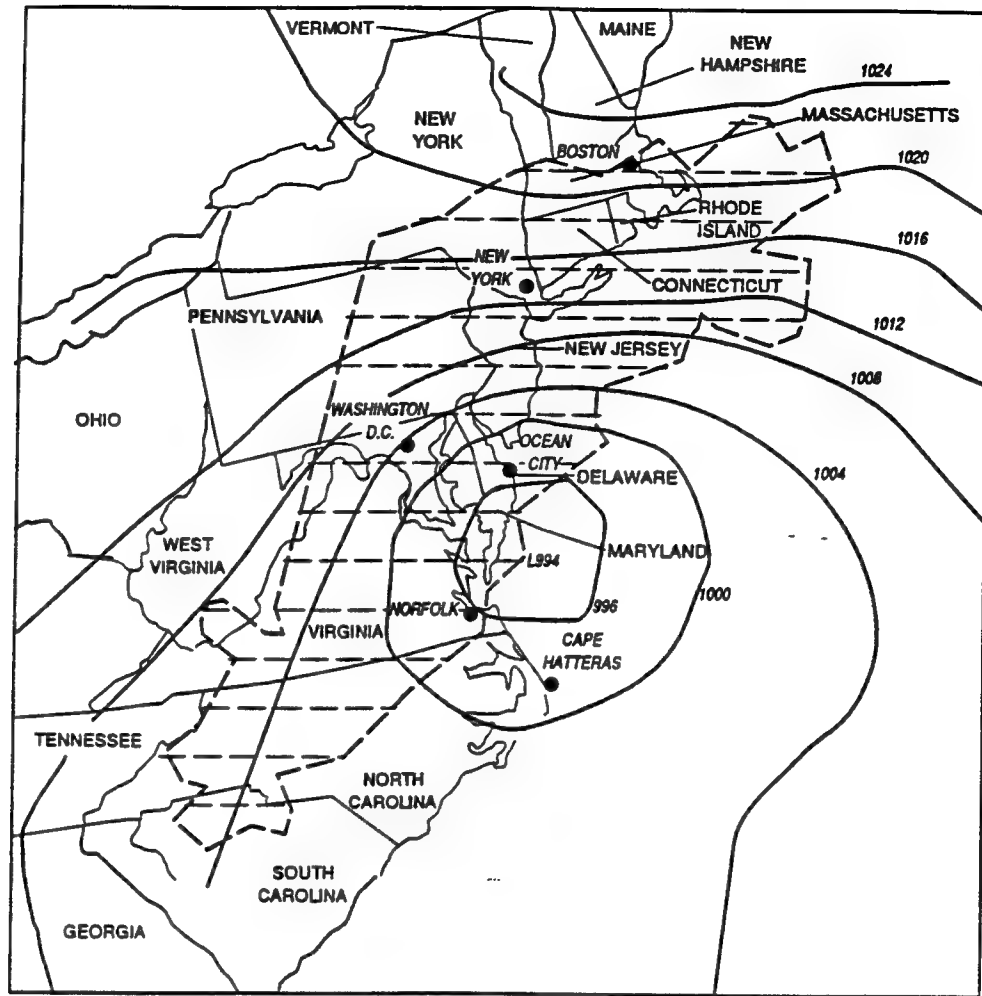 VERMONT
MAINE
NEW
HAMPSHIRE
1024
NEW
YORK
MASSACHUSETTS
BOSTON
1020
RHODE
ISLAND
1016
NEW
YORK
CONNECTICUT
PENNSYLVANIA
1012
NEW JERSEY
1008
OHIO
WASHINGTON
D.C.
OCEAN
CITY
DELAWARE
1004
WEST
VIRGINIA
MARYLAND
L994
1000
996
NORFOLK
VIRGINIA
CAPE
HATTERAS
TENNESSEE
NORTH
CAROLINA
SOUTH
CAROLINA
GEORGIA